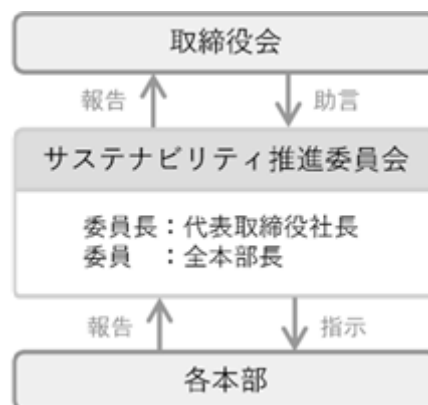 取締役会
報告 助言
サステナビリティ推進委員会
委員長：代表取締役社長
委員　：全本部長
報告 指示
各本部